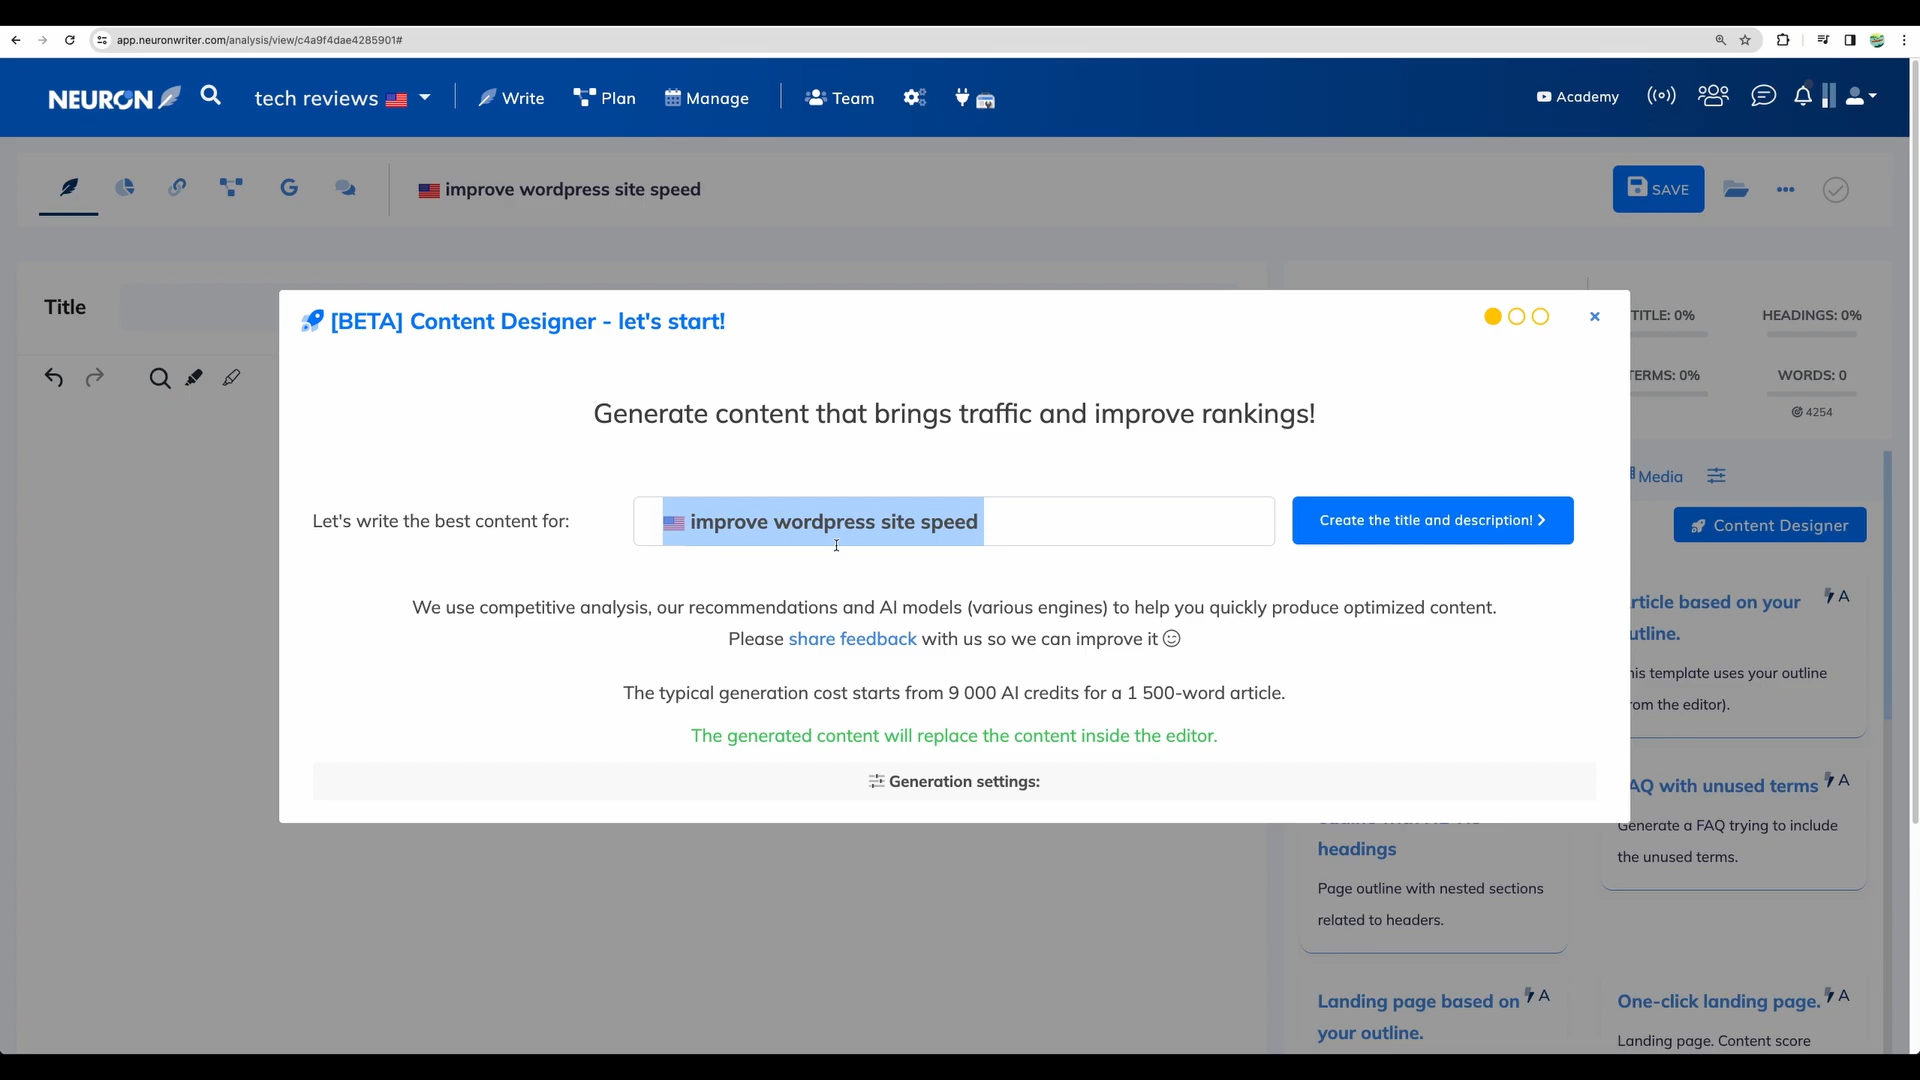 app.neuronwriter.com/analysis/view/c4a9f4dae4285901#
NEURON
tech reviews
Write
Plan
Manage
Team
Academy
improve wordpress site speed
SAVE
Title
TITLE: 0%
HEADINGS: 0%
TERMS: 0%
WORDS: 0
4254
[BETA] Content Designer - let's start!
Generate content that brings traffic and improve rankings!
Let's write the best content for:
improve wordpress site speed
Create the title and description!
We use competitive analysis, our recommendations and AI models (various engines) to help you quickly produce optimized content.
Please share feedback with us so we can improve it
The typical generation cost starts from 9 000 AI credits for a 1 500-word article.
The generated content will replace the content inside the editor.
Generation settings:
Media
Content Designer
rticle based on your
utline.
A
his template uses your outline
rom the editor).
AQ with unused terms
A
Generate a FAQ trying to include
the unused terms.
headings
Page outline with nested sections
related to headers.
Landing page based on
your outline.
A
One-click landing page.
A
Landing page. Content score